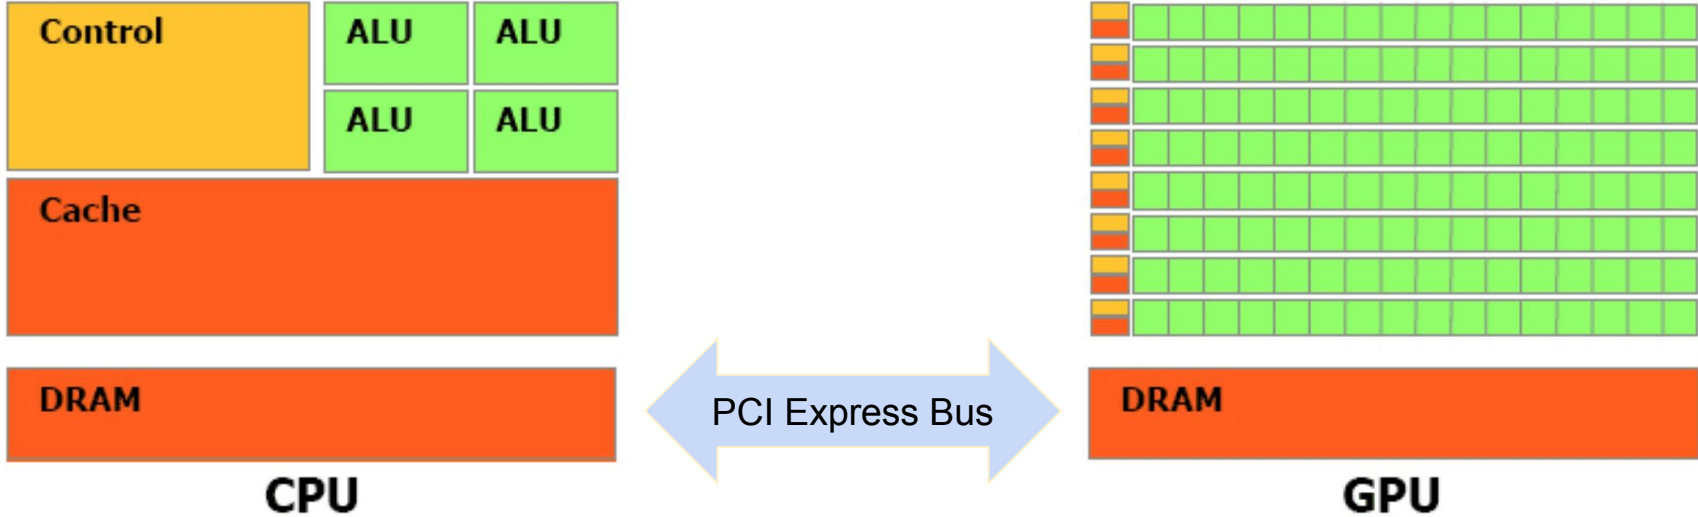 Control
ALU ALU
ALU ALU
Cache
DRAM
PCI Express Bus
DRAM
CPU
GPU